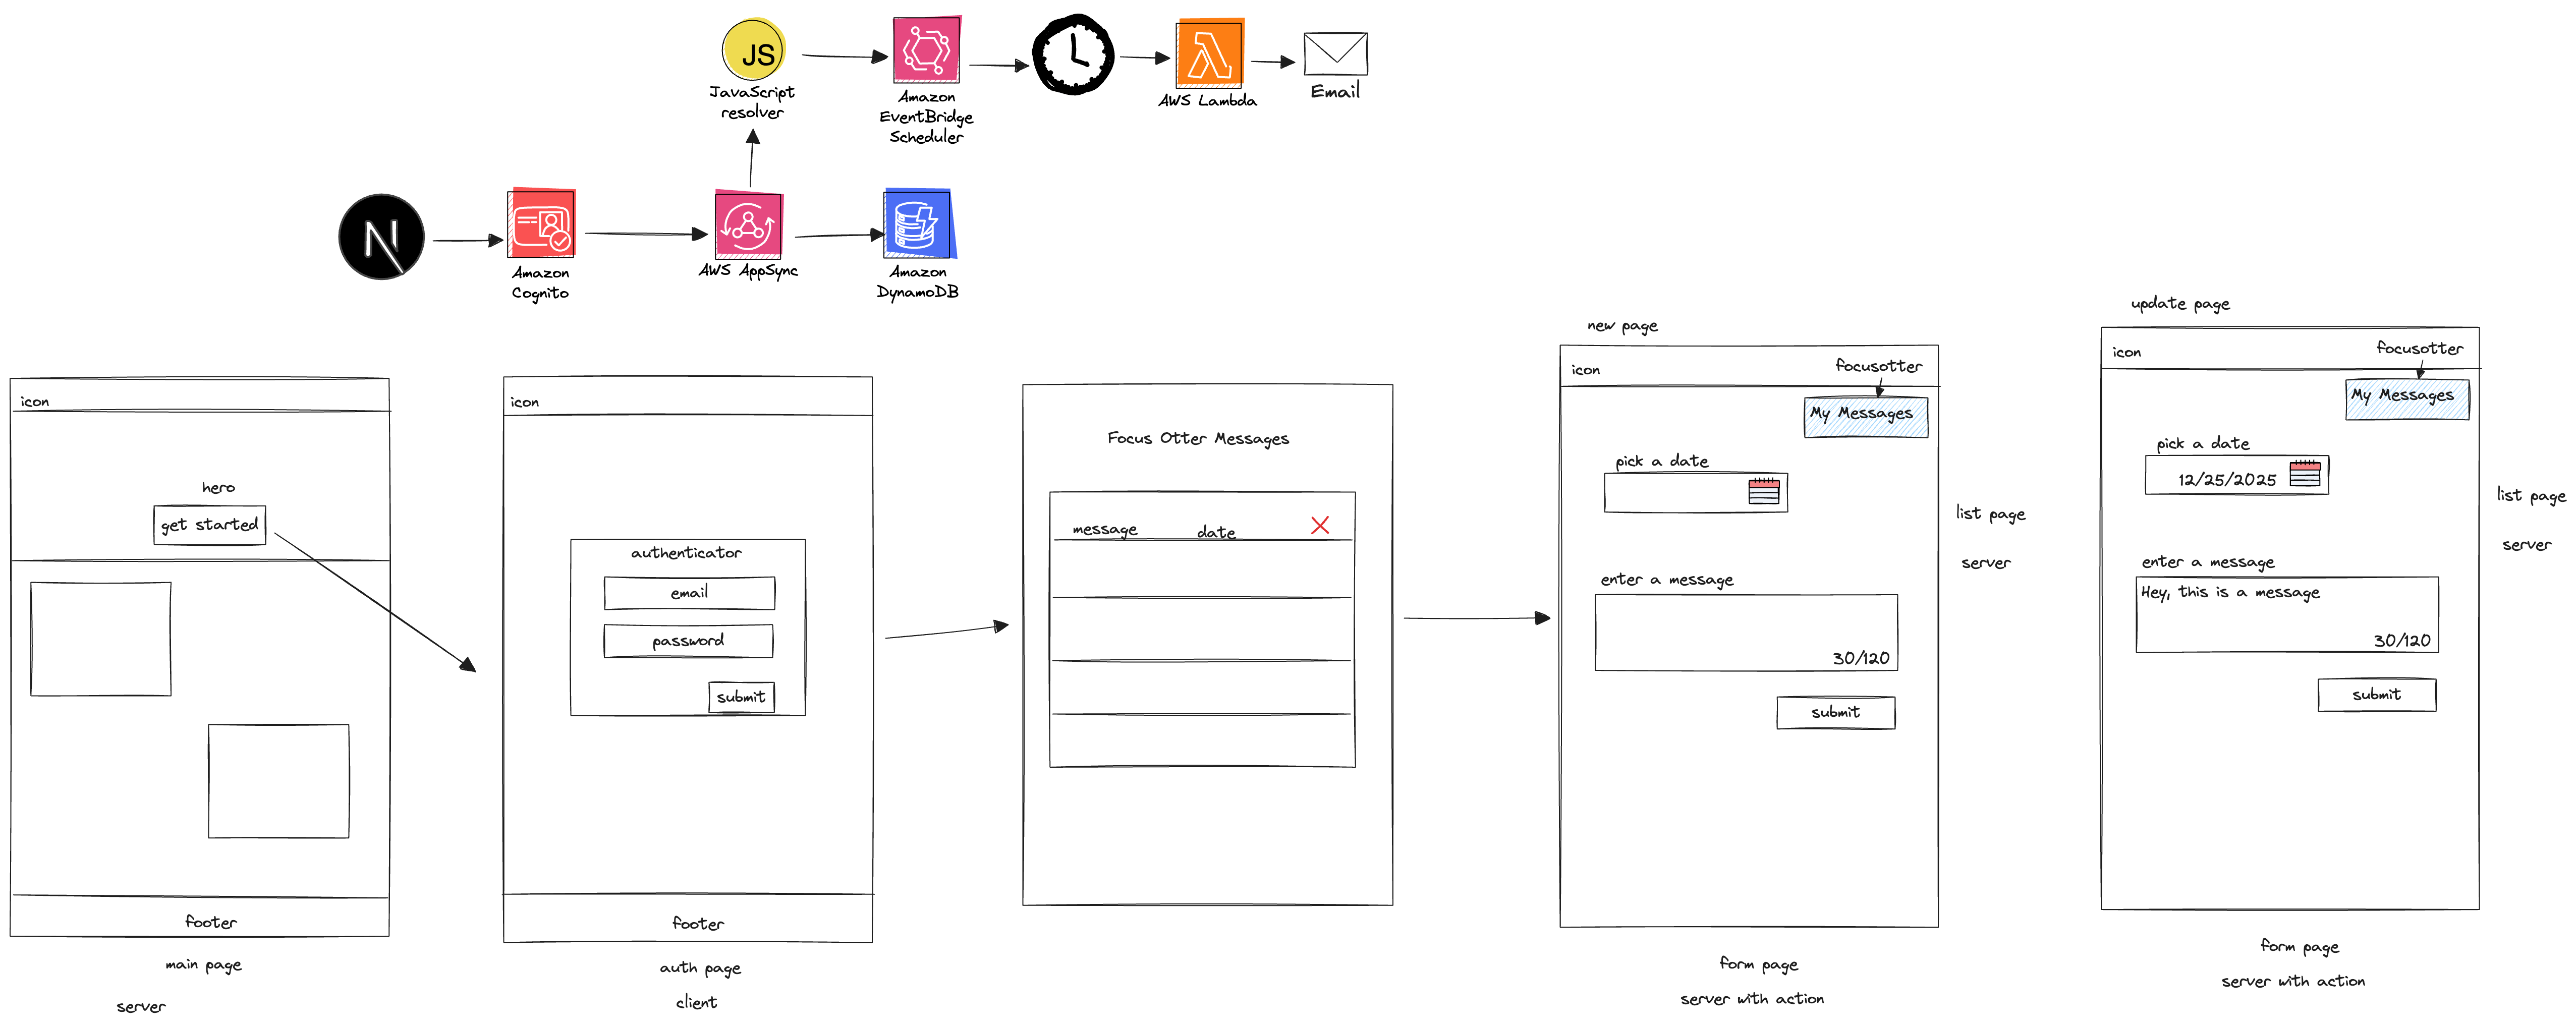 JS
JavaScript
resolver
Amazon
EventBridge
Scheduler
AWS Lambda
Email
N
Amazon
Cognito
AWS AppSync
Amazon
DynamoDB
icon
hero
get started
footer
main page
server
icon
authenticator
email
password
submit
footer
auth page
client
Focus Otter Messages
message date
new page
icon
focusotter
My Messages
pick a date
enter a message
30/120
submit
form page
server with action
list page
server
update page
icon
focusotter
My Messages
pick a date
12/25/2025
enter a message
Hey, this is a message
30/120
submit
form page
server with action
list page
server